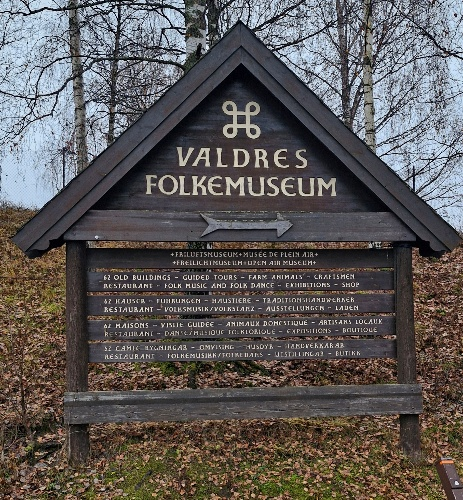 VALDRES
FOLKEMUSEUM
+FRILUFTSMUSEUM+MUSÉE DE PLEIN AIR+
+FREILICHTMUSEUM+OPEN AIR MUSEUM+
62 OLD BUILDINGS – GUIDED TOURS – FARM ANIMALS – CRAFTSMEN
RESTAURANT – FOLK MUSIC AND FOLK DANCE – EXHIBITIONS – SHOP
62 HÄUSER – FÜHRUNGEN – HAUSTIERE – TRADITIONSHANDWERKER
RESTAURANT – VOLKSMUSIK/VOLKSTANZ – AUSSTELLUNGEN – LADEN
62 MAISONS – VISITE GUIDÉE – ANIMAUX DOMESTIQUE – ARTISANS LOCAUX
RESTAURANT – DANSE/MUSIQUE FOLKLORIQUE – EXPOSITIONS – BOUTIQUE
62 GAMLE BYGNINGAR – OMVISING – HUSDYR – HANDVERKARAR
RESTAURANT FOLKEMUSIKK/FOLKEDANS – UTSTILLINGAR – BUTIKK